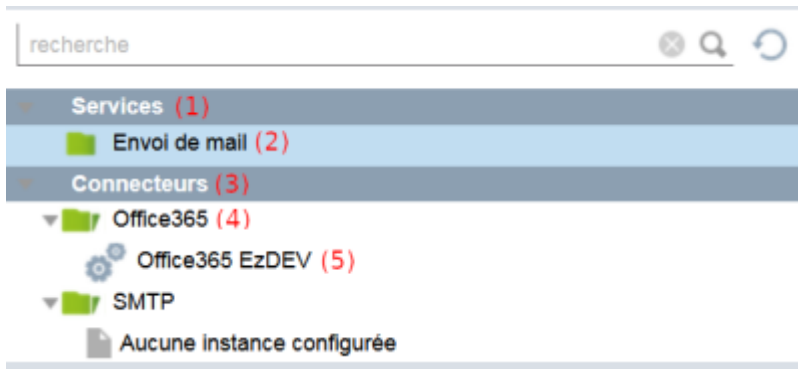 recherche
Services (1)
Envoi de mail (2)
Connecteurs (3)
Office365 (4)
Office365 EzDEV (5)
SMTP
Aucune instance configurée